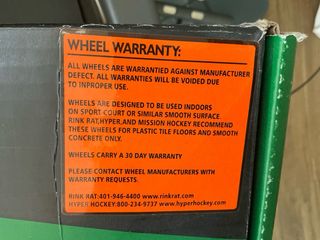 WHEEL WARRANTY:
ALL WHEELS ARE WARRANTIED AGAINST MANUFACTURER
DEFECT. ALL WARRANTIES WILL BE VOIDED DUE
TO INPROPER USE.
WHEELS ARE DESIGNED TO BE USED INDOORS
ON SPORT COURT OR SIMILAR SMOOTH SURFACE.
RINK RAT,HYPER,AND MISSION HOCKEY RECOMMEND
THESE WHEELS FOR PLASTIC TILE FLOORS AND SMOOTH
CONCRETE ONLY.
WHEELS CARRY A 30 DAY WARRANTY
PLEASE CONTACT WHEEL MANUFACTURERS WITH
WARRANTY REQUESTS.
RINK RAT:401-946-4400 www.rinkrat.com
HYPER HOCKEY:800-234-9737 www.hyperhockey.com